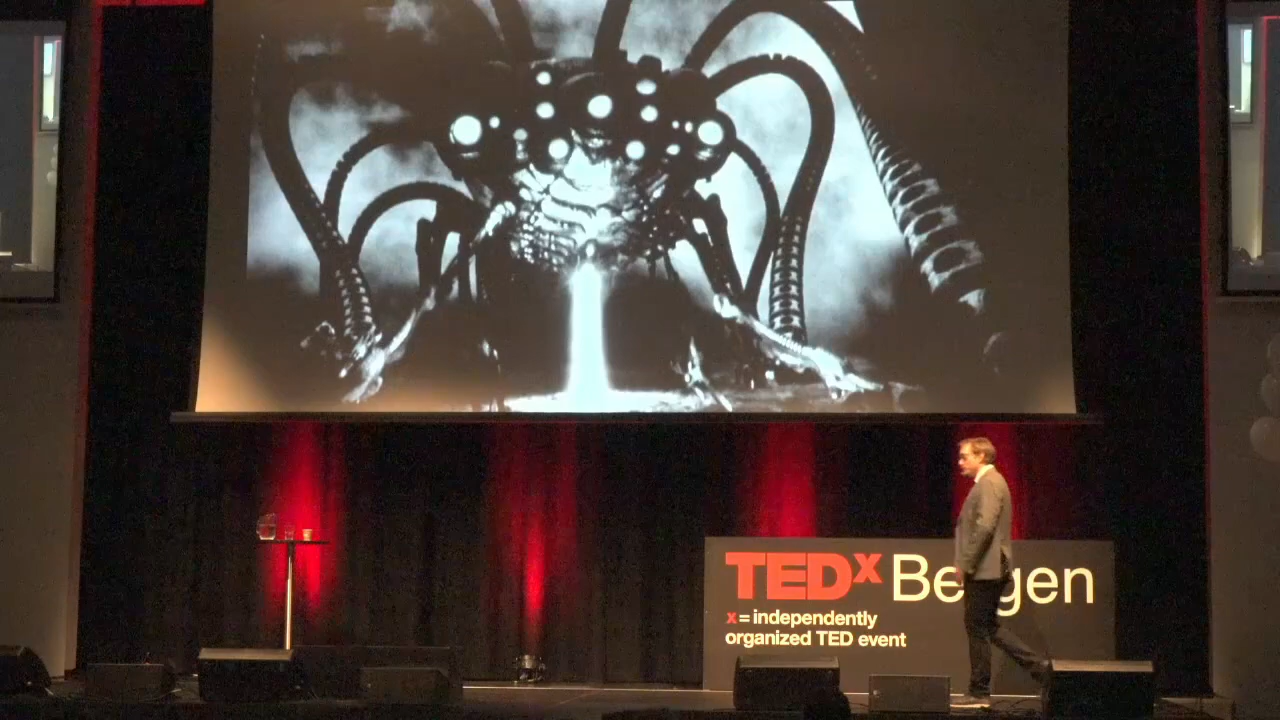 TEDx Bergen
x = independently
organized TED event